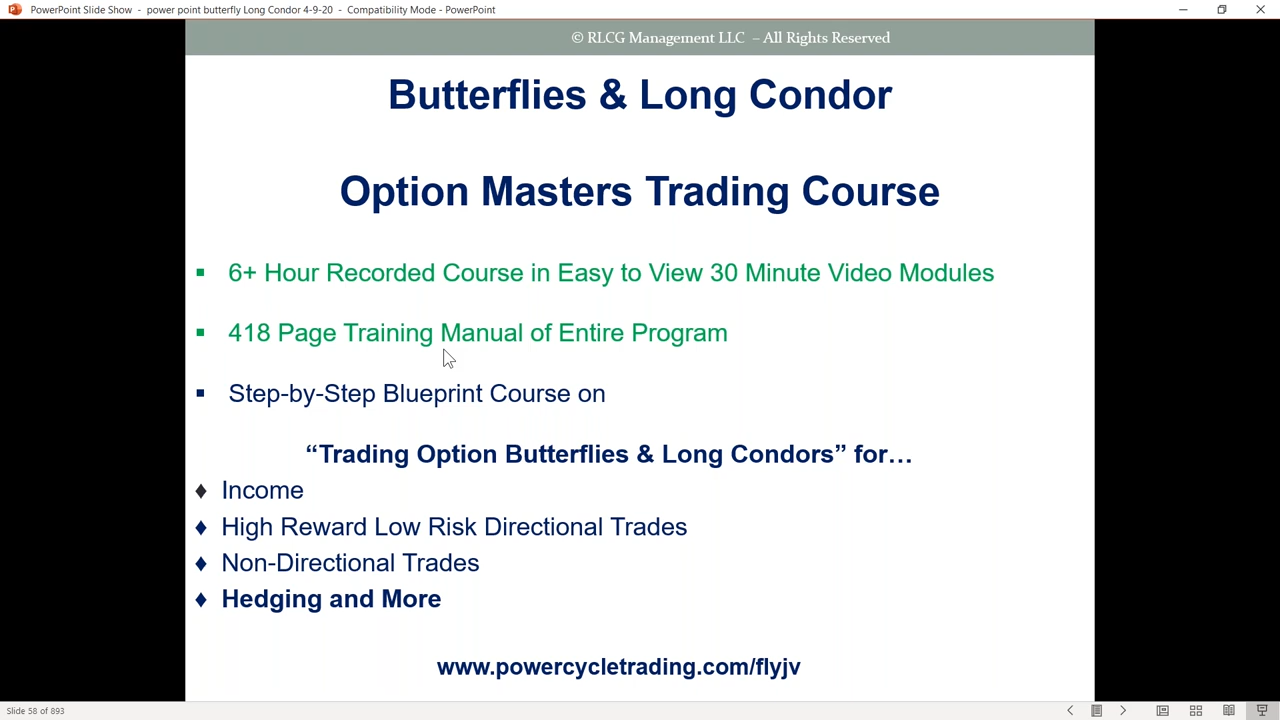 PowerPoint Slide Show - power point butterfly Long Condor 4-9-20 - Compatibility Mode - PowerPoint
© RLCG Management LLC – All Rights Reserved
Butterflies & Long Condor
Option Masters Trading Course
▪ 6+ Hour Recorded Course in Easy to View 30 Minute Video Modules
▪ 418 Page Training Manual of Entire Program
▪ Step-by-Step Blueprint Course on
“Trading Option Butterflies & Long Condors” for…
♦ Income
♦ High Reward Low Risk Directional Trades
♦ Non-Directional Trades
♦ Hedging and More
www.powercycletrading.com/flyjv
Slide 58 of 893